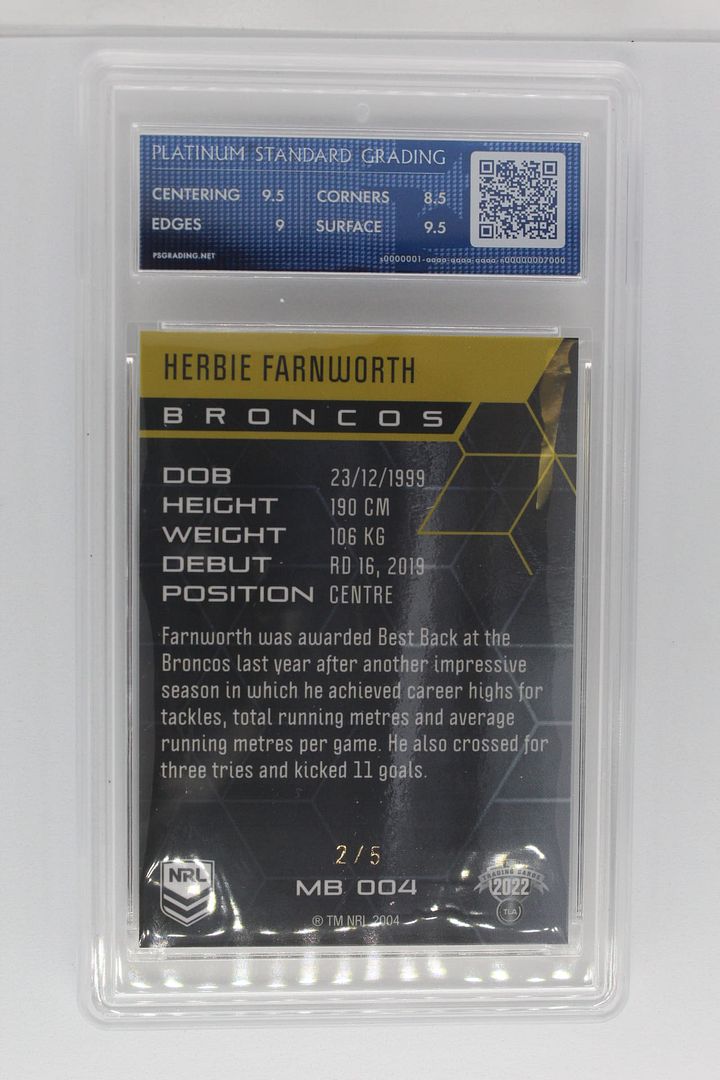 PLATINUM STANDARD GRADING
CENTERING 9.5 CORNERS 8.5
EDGES 9 SURFACE 9.5
PSGRADING.NET
HERBIE FARNWORTH
BRONCOS
DOB 23/12/1999
HEIGHT 190 CM
WEIGHT 106 KG
DEBUT RD 16, 2019
POSITION CENTRE
Farnworth was awarded Best Back at the
Broncos last year after another impressive
season in which he achieved career highs for
tackles, total running metres and average
running metres per game. He also crossed for
three tries and kicked 11 goals.
2/5
NRL
MB 004
TRADING CARDS
2022
TLA
® TM NRL 2004